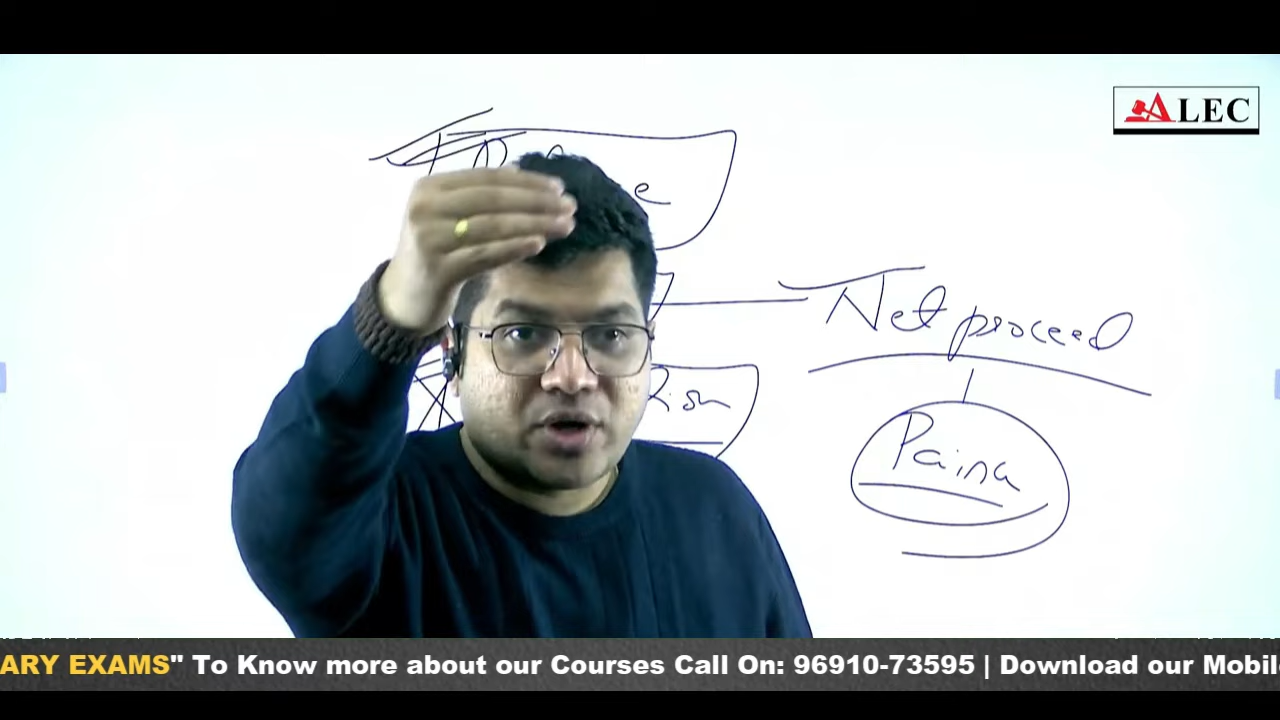 ALEC
Net proceed
Paina
ARY EXAMS" To Know more about our Courses Call On: 96910-73595 | Download our Mobil